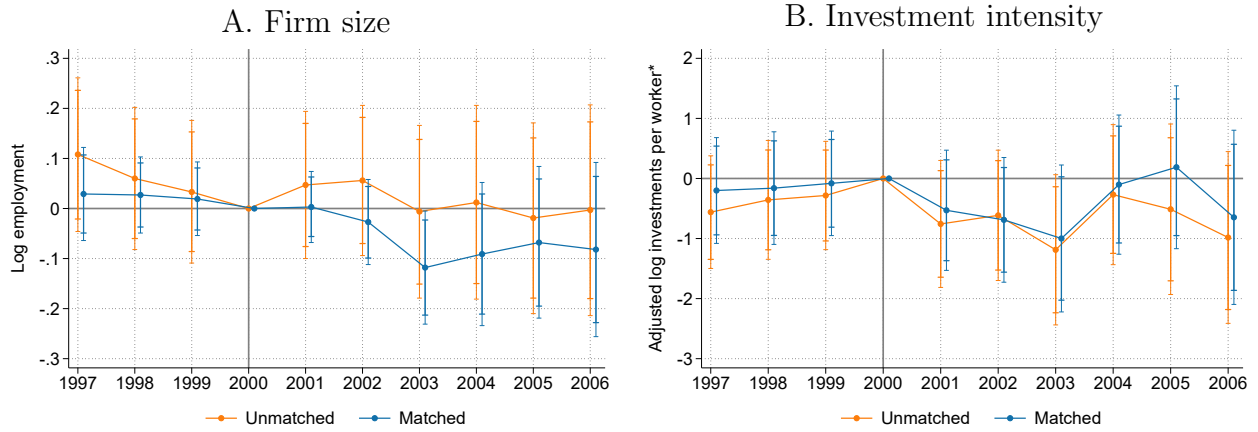 A. Firm size
Log employment
.3
.2
.1
0
-.1
-.2
-.3
1997 1998 1999 2000 2001 2002 2003 2004 2005 2006
Unmatched Matched
B. Investment intensity
Adjusted log investments per worker*
2
1
0
-1
-2
-3
1997 1998 1999 2000 2001 2002 2003 2004 2005 2006
Unmatched Matched